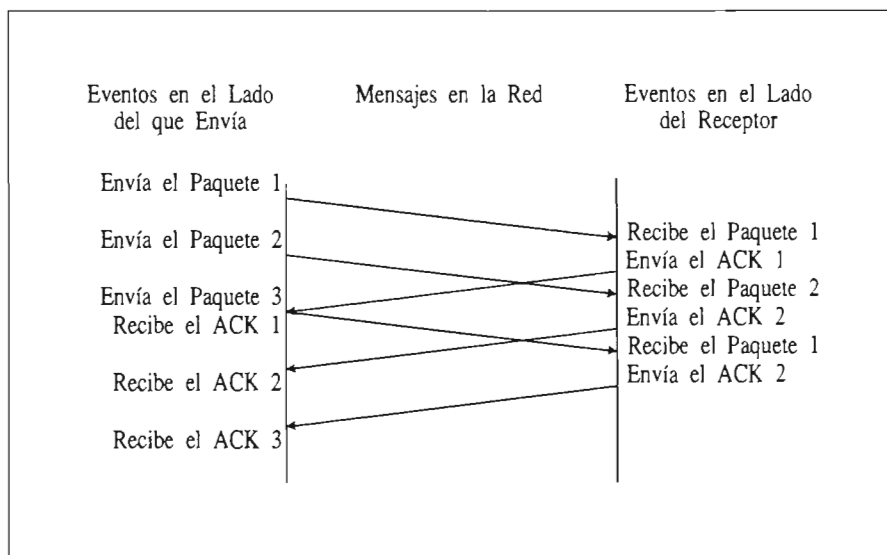 Eventos en el Lado
del que Envía
Mensajes en la Red
Eventos en el Lado
del Receptor
Envía el Paquete 1
Envía el Paquete 2
Envía el Paquete 3
Recibe el ACK 1
Recibe el ACK 2
Recibe el ACK 3
Recibe el Paquete 1
Envía el ACK 1
Recibe el Paquete 2
Envía el ACK 2
Recibe el Paquete 1
Envía el ACK 2